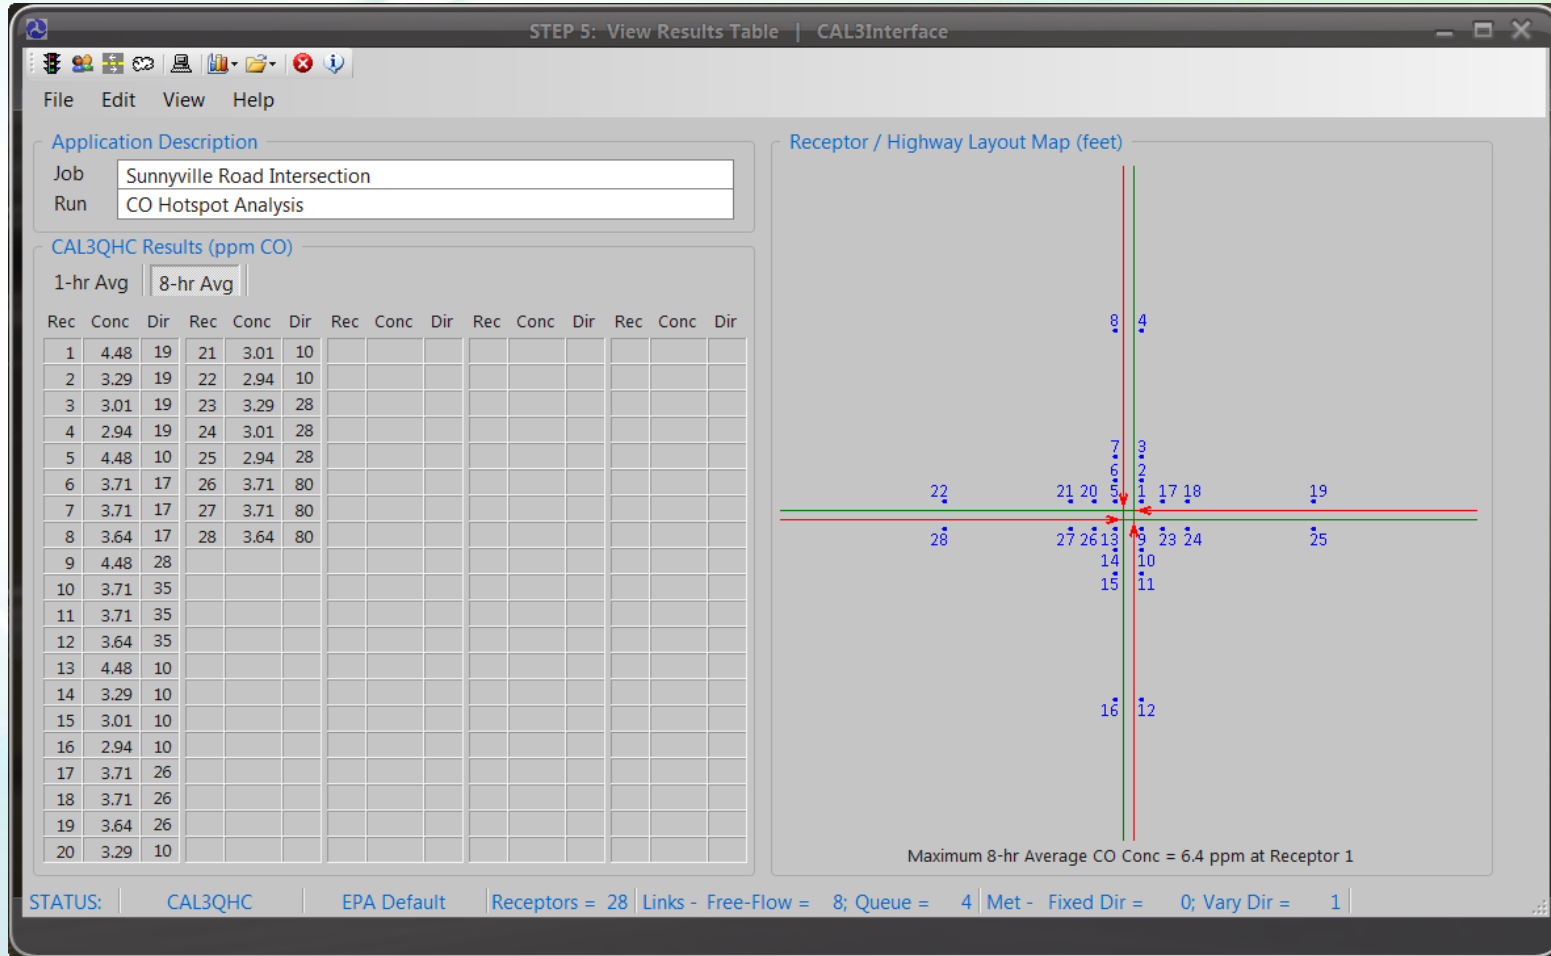 STEP 5: View Results Table | CAL3Interface
File Edit View Help
Application Description
Job Sunnyville Road Intersection
Run CO Hotspot Analysis
CAL3QHC Results (ppm CO)
1-hr Avg 8-hr Avg
Rec Conc Dir Rec Conc Dir Rec Conc Dir Rec Conc Dir Rec Conc Dir
1 4.48 19 21 3.01 10
2 3.29 19 22 2.94 10
3 3.01 19 23 3.29 28
4 2.94 19 24 3.01 28
5 4.48 10 25 2.94 28
6 3.71 17 26 3.71 80
7 3.71 17 27 3.71 80
8 3.64 17 28 3.64 80
9 4.48 28
10 3.71 35
11 3.71 35
12 3.64 35
13 4.48 10
14 3.29 10
15 3.01 10
16 2.94 10
17 3.71 26
18 3.71 26
19 3.64 26
20 3.29 10
Receptor / Highway Layout Map (feet)
8 4
7 3
6 2
22 21 20 5 1 17 18 19
28 27 26 13 9 23 24 25
14 10
15 11
16 12
Maximum 8-hr Average CO Conc = 6.4 ppm at Receptor 1
STATUS: CAL3QHC EPA Default Receptors = 28 Links - Free-Flow = 8; Queue = 4 Met - Fixed Dir = 0; Vary Dir = 1